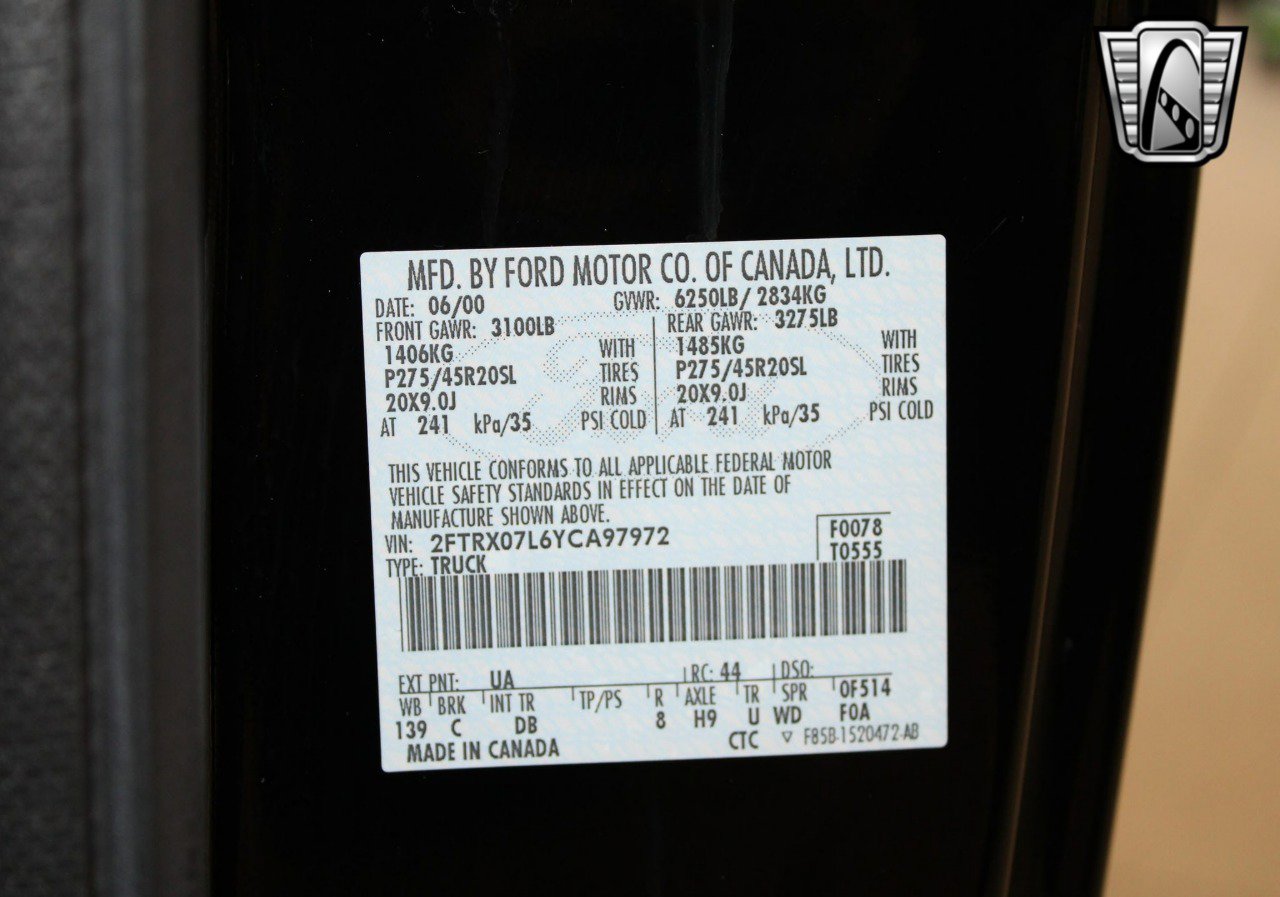 MFD. BY FORD MOTOR CO. OF CANADA, LTD.
DATE: 06/00 GVWR: 6250LB/ 2834KG
FRONT GAWR: 3100LB REAR GAWR: 3275LB
1406KG WITH 1485KG WITH
P275/45R20SL TIRES P275/45R20SL TIRES
20X9.0J RIMS 20X9.0J RIMS
AT 241 kPa/35 PSI COLD AT 241 kPa/35 PSI COLD
THIS VEHICLE CONFORMS TO ALL APPLICABLE FEDERAL MOTOR
VEHICLE SAFETY STANDARDS IN EFFECT ON THE DATE OF
MANUFACTURE SHOWN ABOVE.
VIN: 2FTRX07L6YCA97972 F0078
TYPE: TRUCK T0555
EXT PNT: UA RC: 44 DSO:
WB BRK INT TR TP/PS R AXLE TR SPR 0F514
139 C DB 8 H9 U WD F0A
MADE IN CANADA CTC ▽ F85B-1520472-AB